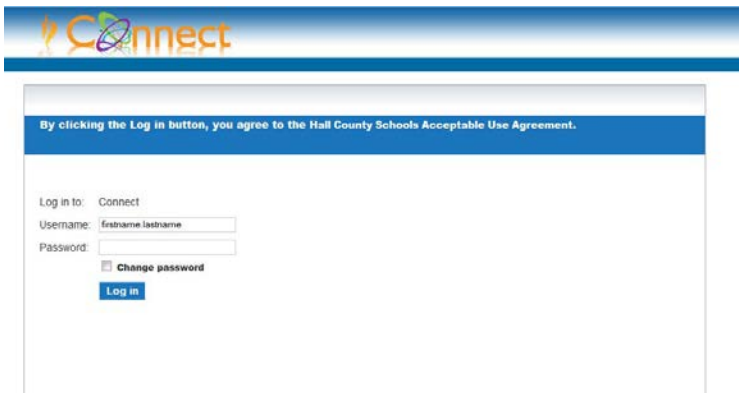 Connect
By clicking the Log in button, you agree to the Hall County Schools Acceptable Use Agreement.
Log in to: Connect
Username: firstname.lastname
Password:
Change password
Log in